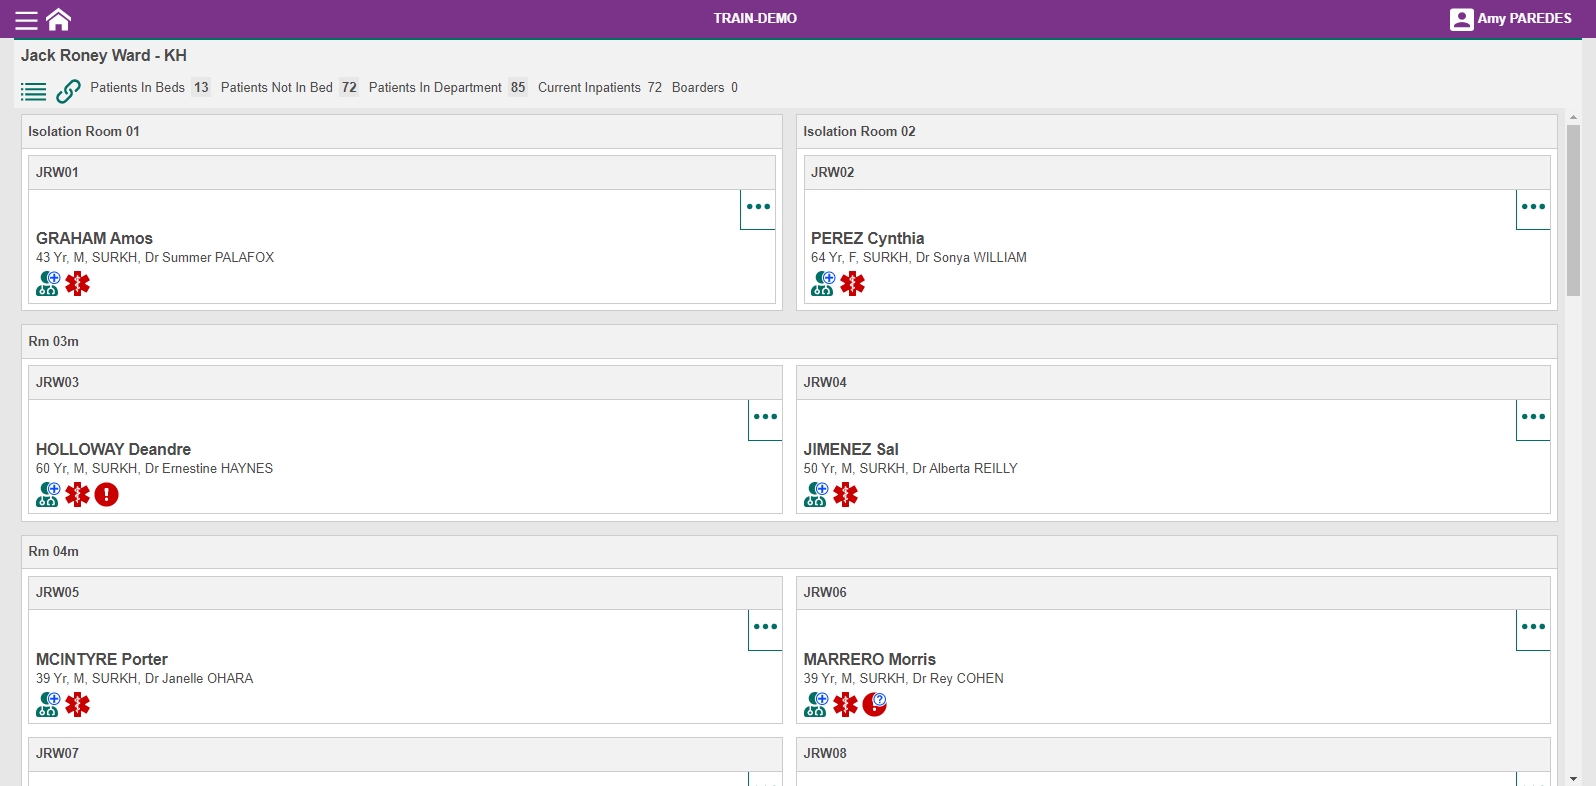 TRAIN-DEMO
Amy PAREDES
Jack Roney Ward - KH
Patients In Beds 13 Patients Not In Bed 72 Patients In Department 85 Current Inpatients 72 Boarders 0
Isolation Room 01
JRW01
GRAHAM Amos
43 Yr, M, SURKH, Dr Summer PALAFOX
Isolation Room 02
JRW02
PEREZ Cynthia
64 Yr, F, SURKH, Dr Sonya WILLIAM
Rm 03m
JRW03
HOLLOWAY Deandre
60 Yr, M, SURKH, Dr Ernestine HAYNES
JRW04
JIMENEZ Sal
50 Yr, M, SURKH, Dr Alberta REILLY
Rm 04m
JRW05
MCINTYRE Porter
39 Yr, M, SURKH, Dr Janelle OHARA
JRW06
MARRERO Morris
39 Yr, M, SURKH, Dr Rey COHEN
JRW07
JRW08